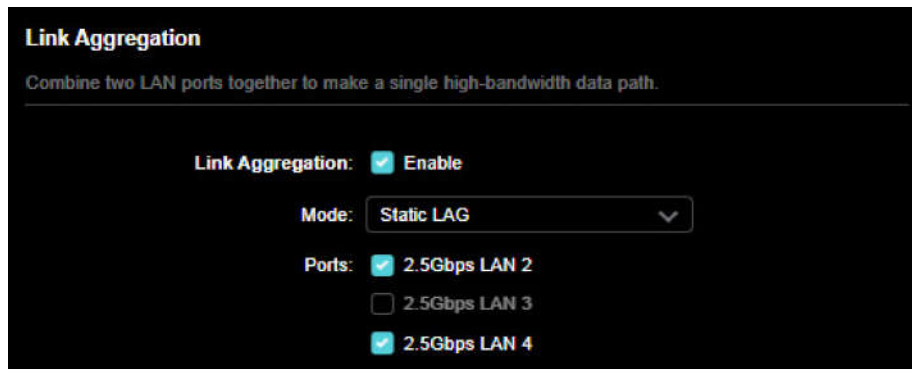 Link Aggregation
Combine two LAN ports together to make a single high-bandwidth data path.
Link Aggregation: Enable
Mode: Static LAG
Ports: 2.5Gbps LAN 2
2.5Gbps LAN 3
2.5Gbps LAN 4